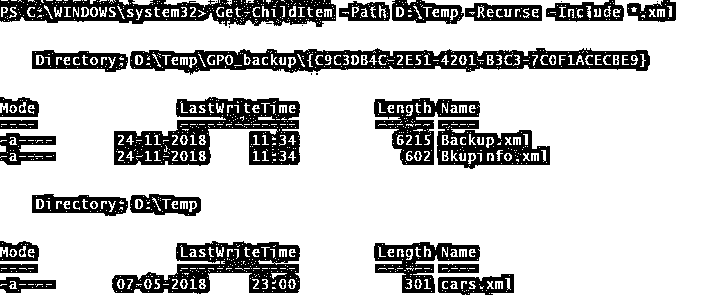 PS C:\WINDOWS\system32> Get-ChildItem -Path D:\Temp -Recurse -Include *.xml
Directory: D:\Temp\GPO_backup\{C9C3DB4C-2E51-4201-B3C3-7C0F1ACECBE9}
Mode LastWriteTime Length Name
---- ------------- ------ ----
-a---- 24-11-2018 11:34 6215 Backup.xml
-a---- 24-11-2018 11:34 602 Bkupinfo.xml
Directory: D:\Temp
Mode LastWriteTime Length Name
---- ------------- ------ ----
-a---- 07-05-2018 23:00 301 cars.xml